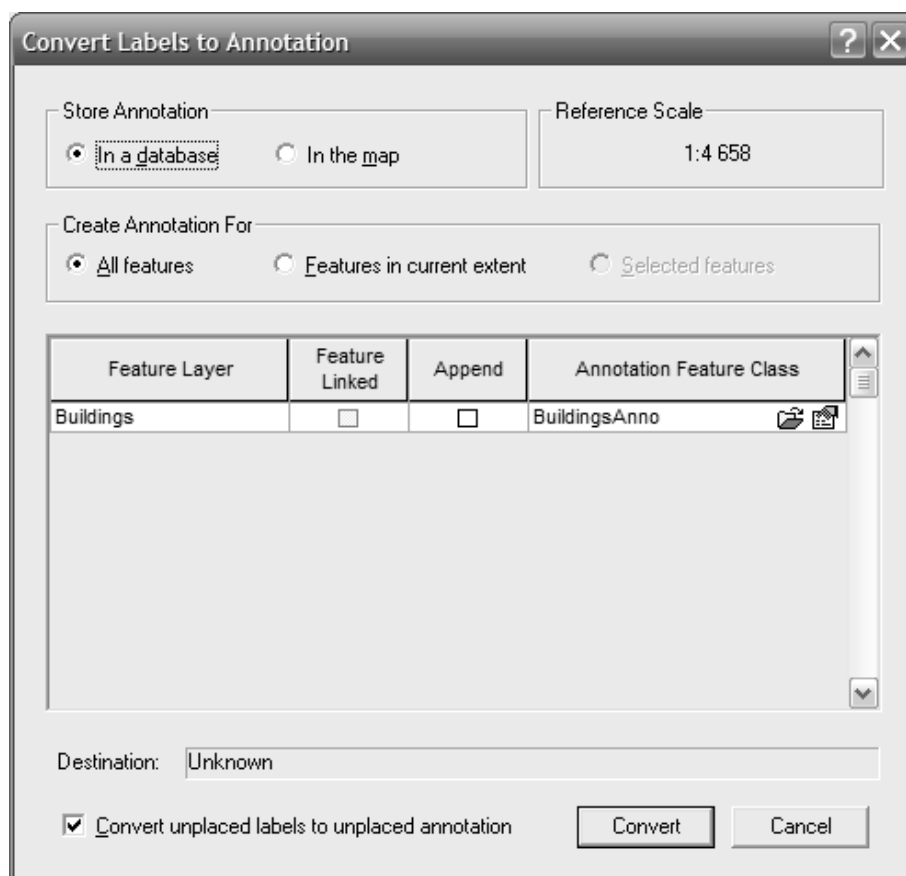 Convert Labels to Annotation
Store Annotation
Reference Scale
In a database
In the map
1:4 658
Create Annotation For
All features
Features in current extent
Selected features
Feature Layer
Feature Linked
Append
Annotation Feature Class
Buildings
BuildingsAnno
Destination:
Unknown
Convert unplaced labels to unplaced annotation
Convert
Cancel